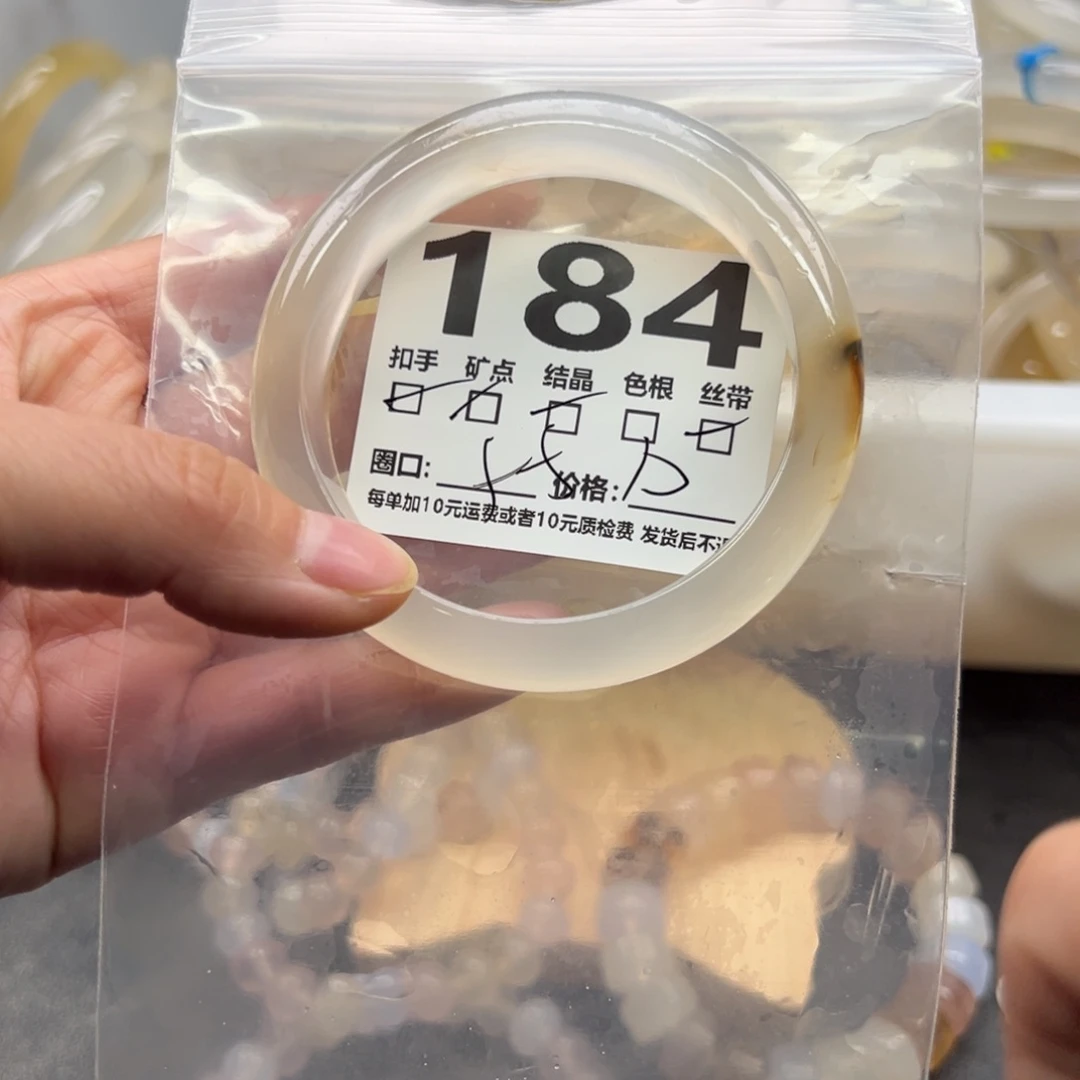 184
扣手 矿点 结晶 色根 丝带
圈口: 价格:
每单加10元运费或者10元质检费 发货后不